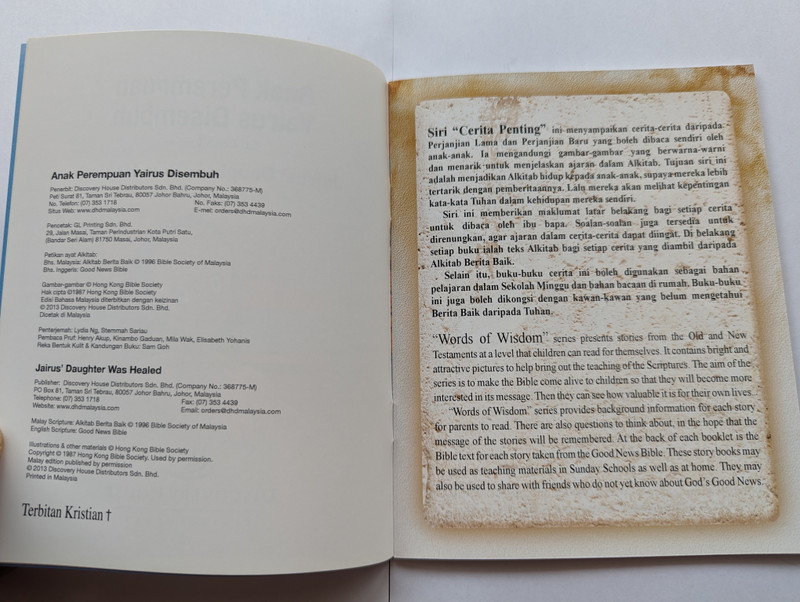 Anak Perempuan Yairus Disembuh
Penerbit: Discovery House Distributors Sdn. Bhd. (Company No.: 368775-M)
Peti Surat 81, Taman Sri Tebrau, 80057 Johor Bahru, Johor, Malaysia
No. Telefon: (07) 353 1718 No. Faks: (07) 353 4439
Situs Web: www.dhdmalaysia.com E-mel: orders@dhdmalaysia.com
Pencetak: GL Printing Sdn. Bhd.
29, Jalan Masai, Taman Perindustrian Kota Putri Satu,
(Bandar Seri Alam) 81750 Masai, Johor, Malaysia
Petikan ayat Alkitab:
Bhs. Malaysia: Alkitab Berita Baik © 1996 Bible Society of Malaysia
Bhs. Inggeris: Good News Bible
Gambar-gambar © Hong Kong Bible Society
Hak cipta ©1987 Hong Kong Bible Society
Edisi Bahasa Malaysia diterbitkan dengan keizinan
© 2013 Discovery House Distributors Sdn. Bhd.
Dicetak di Malaysia
Penterjemah: Lydia Ng, Stemmah Sariau
Pembaca Pruf: Henry Akup, Kinambo Gaduan, Mila Wak, Elisabeth Yohanis
Reka Bentuk Kulit & Kandungan Buku: Sam Goh
Jairus' Daughter Was Healed
Publisher: Discovery House Distributors Sdn. Bhd. (Company No.: 368775-M)
PO Box 81, Taman Sri Tebrau, 80057 Johor Bahru, Johor, Malaysia
Telephone: (07) 353 1718 Fax: (07) 353 4439
Website: www.dhdmalaysia.com Email: orders@dhdmalaysia.com
Malay Scripture: Alkitab Berita Baik © 1996 Bible Society of Malaysia
English Scripture: Good News Bible
Illustrations & other materials © Hong Kong Bible Society
Copyright © 1987 Hong Kong Bible Society. Used by permission.
Malay edition published by permission
© 2013 Discovery House Distributors Sdn. Bhd.
Printed in Malaysia
Terbitan Kristian †
Siri “Cerita Penting” ini menyampaikan cerita-cerita daripada
Perjanjian Lama dan Perjanjian Baru yang boleh dibaca sendiri oleh
anak-anak. Ia mengandungi gambar-gambar yang berwarna-warni
dan menarik untuk menjelaskan ajaran dalam Alkitab. Tujuan siri ini
adalah menjadikan Alkitab hidup kepada anak-anak, supaya mereka lebih
tertarik dengan pemberitaannya. Lalu mereka akan melihat kepentingan
kata-kata Tuhan dalam kehidupan mereka sendiri.
Siri ini memberikan maklumat latar belakang bagi setiap cerita
untuk dibaca oleh ibu bapa. Soalan-soalan juga tersedia untuk
direnungkan, agar ajaran dalam cerita-cerita dapat diingat. Di belakang
setiap buku ialah teks Alkitab bagi setiap cerita yang diambil daripada
Alkitab Berita Baik.
Selain itu, buku-buku cerita ini boleh digunakan sebagai bahan
pelajaran dalam Sekolah Minggu dan bahan bacaan di rumah. Buku-buku
ini juga boleh dikongsi dengan kawan-kawan yang belum mengetahui
Berita Baik daripada Tuhan.
“Words of Wisdom” series presents stories from the Old and New
Testaments at a level that children can read for themselves. It contains bright and
attractive pictures to help bring out the teaching of the Scriptures. The aim of the
series is to make the Bible come alive to children so that they will become more
interested in its message. Then they can see how valuable it is for their own lives.
“Words of Wisdom” series provides background information for each story
for parents to read. There are also questions to think about, in the hope that the
message of the stories will be remembered. At the back of each booklet is the
Bible text for each story taken from the Good News Bible. These story books may
be used as teaching materials in Sunday Schools as well as at home. They may
also be used to share with friends who do not yet know about God's Good News.